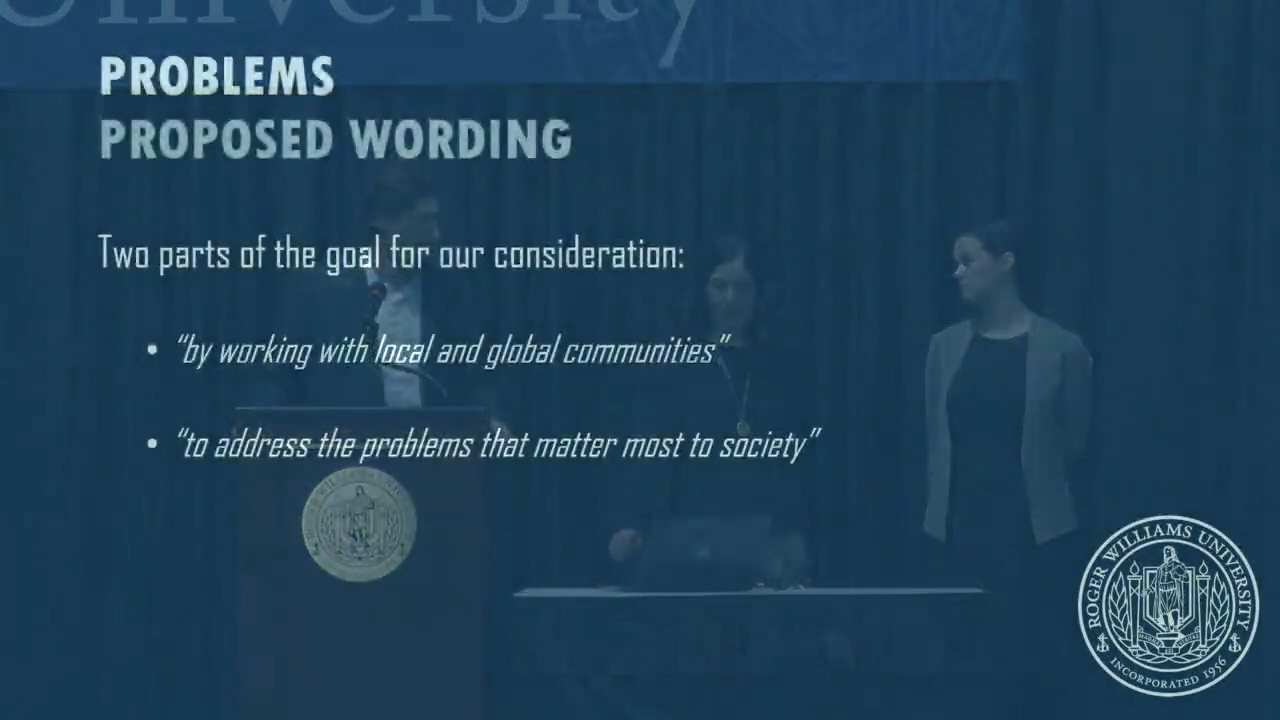 University
PROBLEMS
PROPOSED WORDING
Two parts of the goal for our consideration:
• “by working with local and global communities”
• “to address the problems that matter most to society”
ROGER WILLIAMS UNIVERSITY
INCORPORATED 1956